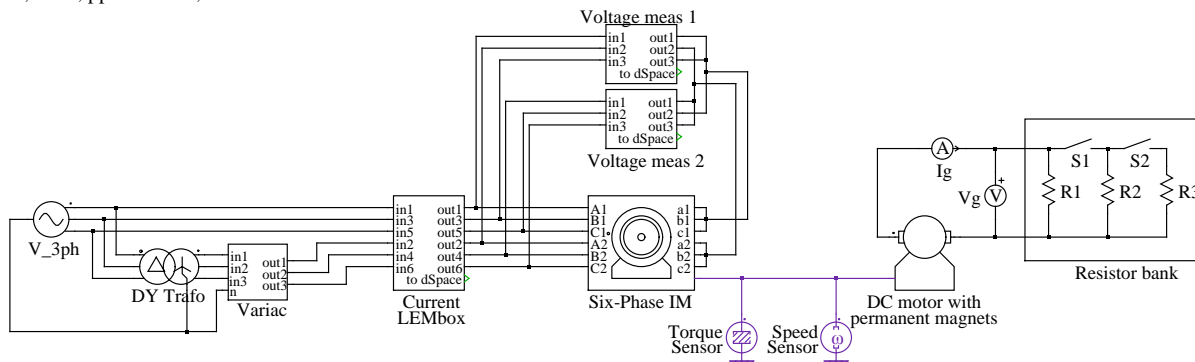 Voltage meas 1
in1 out1
in2 out2
in3 out3
to dSpace
in1 out1
in2 out2
in3 out3
to dSpace
Voltage meas 2
A
Ig
Vg
+
V
S1
S2
R1
R2
R3
Resistor bank
V_3ph
DY Trafo
in1
in2
in3
n
out1
out2
out3
Variac
in1 out1
in3 out3
in5 out5
in2 out2
in4 out4
in6 out6
to dSpace
Current
LEMbox
A1 a1
B1 b1
C1 c1
A2 a2
B2 b2
C2 c2
Six-Phase IM
DC motor with
permanent magnets
Torque
Sensor
Speed
Sensor
ω